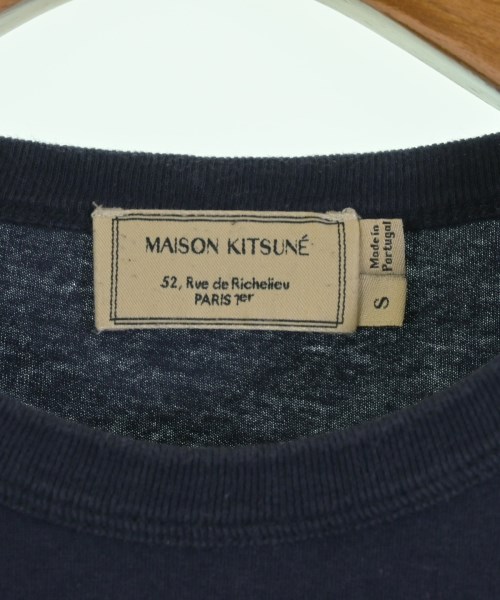 MAISON KITSUNÉ
52, Rue de Richelieu
PARIS 1er
Made in
Portugal
S